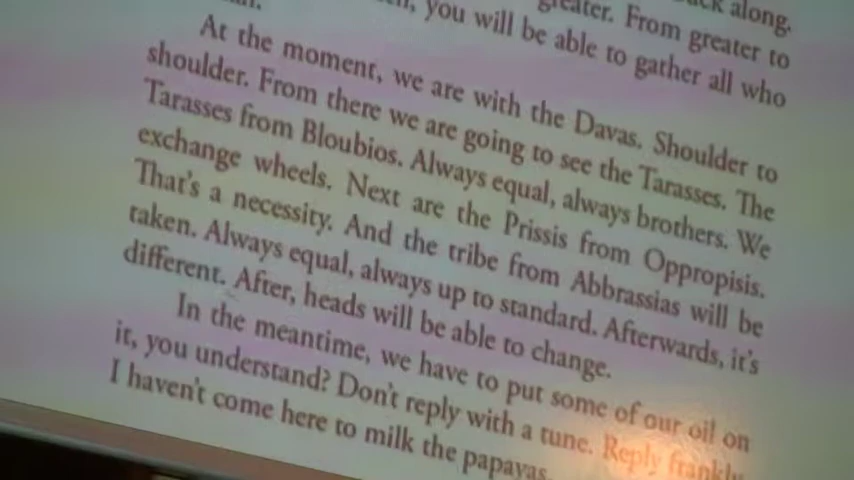 back along.
greater. From greater to
you will be able to gather all who
At the moment, we are with the Davas. Shoulder to
shoulder. From there we are going to see the Tarasses. The
Tarasses from Bloubios. Always equal, always brothers. We
exchange wheels. Next are the Prissis from Oppropisis.
That's a necessity. And the tribe from Abbrassias will be
taken. Always equal, always up to standard. Afterwards, it's
different. After, heads will be able to change.
In the meantime, we have to put some of our oil on
it, you understand? Don't reply with a tune. Reply frankly
I haven't come here to milk the papayas.